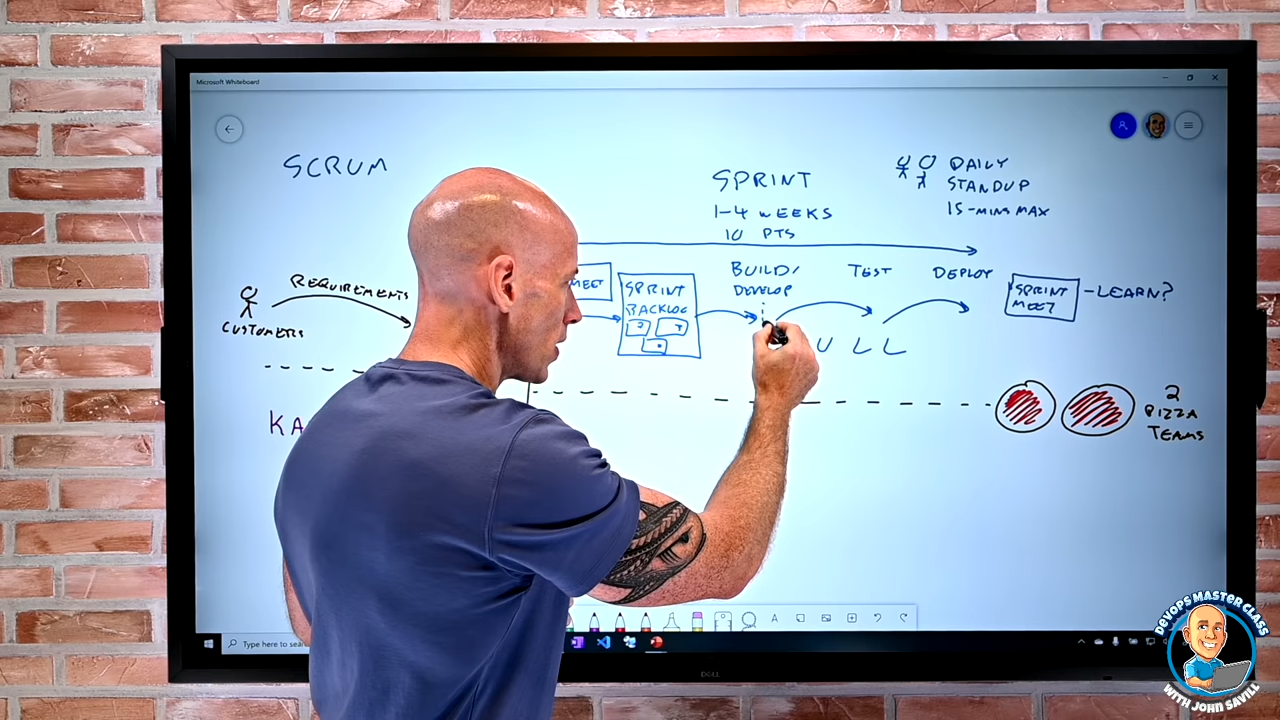 Microsoft Whiteboard
SCRUM
SPRINT
1-4 WEEKS
10 PTS
DAILY
STANDUP
15-MINS MAX
REQUIREMENTS
CUSTOMERS
MEET
SPRINT
BACKLOG
BUILD/
DEVELOP
TEST
DEPLOY
SPRINT
MEET
-LEARN?
ULL
KA
2
PIZZA
TEAMS
Type here to sear
DELL
DEVOPS MASTER CLASS
WITH JOHN SAVILL